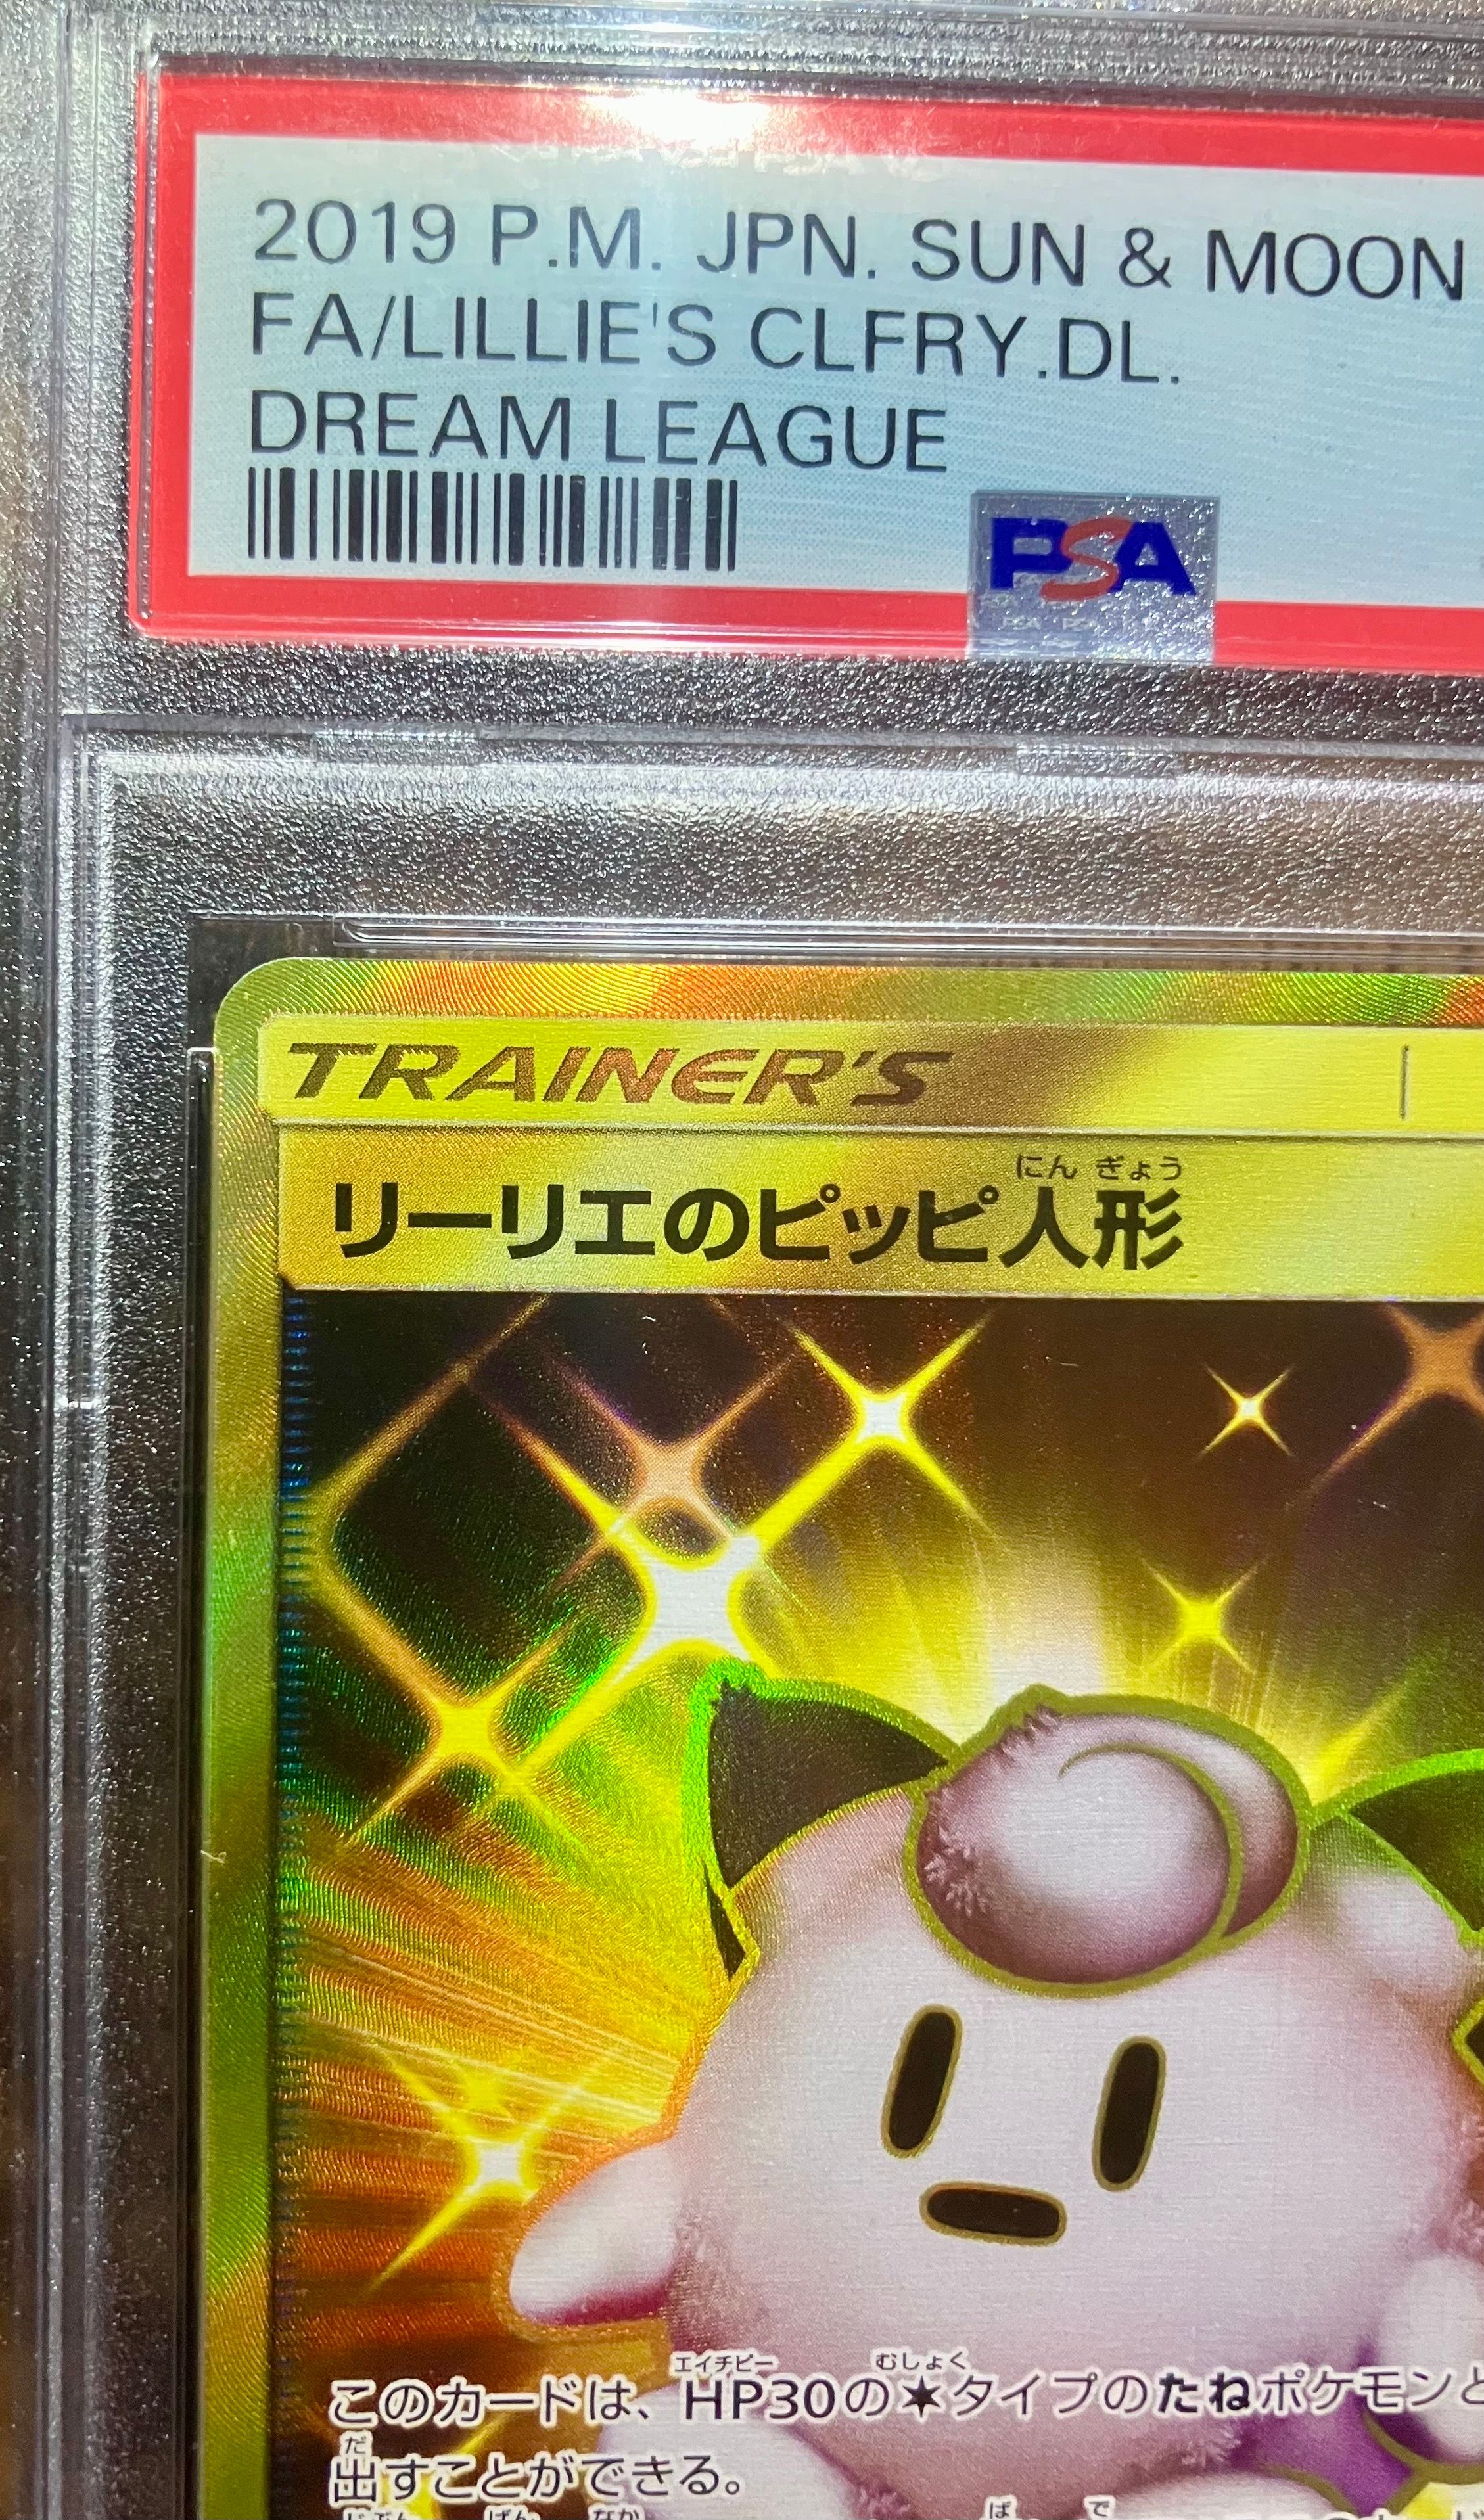 2019 P.M. JPN. SUN & MOON
FA/LILLIE'S CLFRY.DL.
DREAM LEAGUE
PSA
TRAINER'S
にん ぎょう
リーリエのピッピ人形
エイチピー むしょく
このカードは、HP30の✶タイプのたねポケモンと
だ
出すことができる。